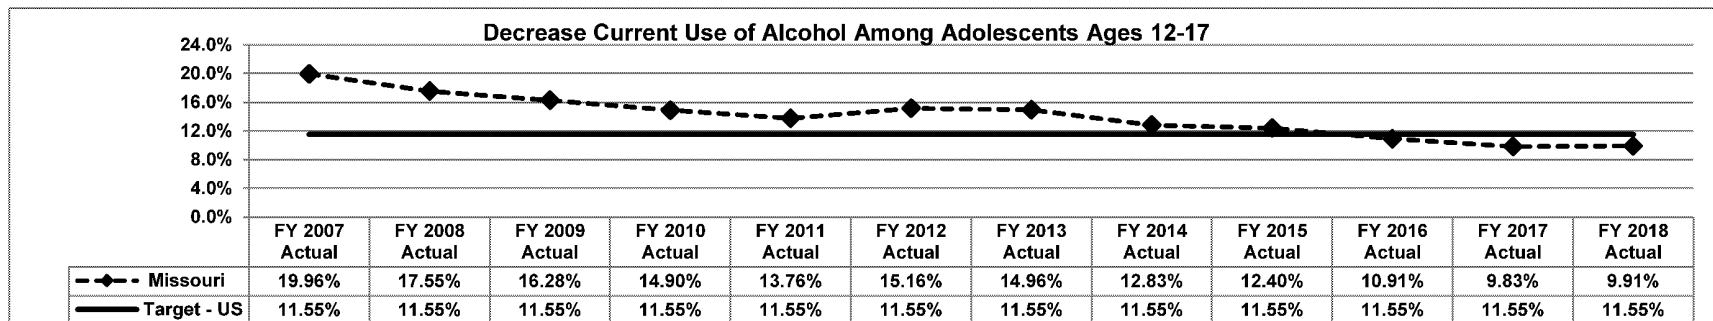 Decrease Current Use of Alcohol Among Adolescents Ages 12-17
24.0%
20.0%
16.0%
12.0%
8.0%
4.0%
0.0%
FY 2007 Actual FY 2008 Actual FY 2009 Actual FY 2010 Actual FY 2011 Actual FY 2012 Actual FY 2013 Actual FY 2014 Actual FY 2015 Actual FY 2016 Actual FY 2017 Actual FY 2018 Actual
Missouri 19.96% 17.55% 16.28% 14.90% 13.76% 15.16% 14.96% 12.83% 12.40% 10.91% 9.83% 9.91%
Target - US 11.55% 11.55% 11.55% 11.55% 11.55% 11.55% 11.55% 11.55% 11.55% 11.55% 11.55% 11.55%